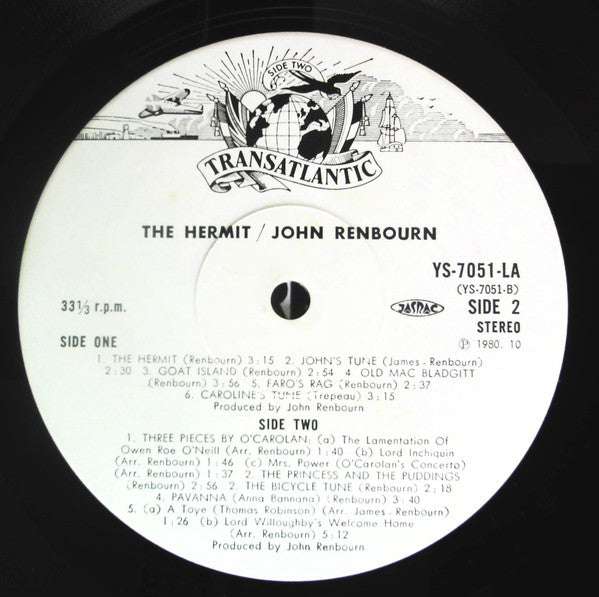 SIDE TWO
TRANSATLANTIC
THE HERMIT / JOHN RENBOURN
YS-7051-LA
(YS-7051-B)
33 1/3 r.p.m.
JASRAC
SIDE 2
STEREO
SIDE ONE
Ⓟ 1980. 10
1. THE HERMIT (Renbourn) 3:15 2. JOHN'S TUNE (James - Renbourn)
2:30 3. GOAT ISLAND (Renbourn) 2:54 4. OLD MAC BLADGITT
(Renbourn) 3:56 5. FARO'S RAG (Renbourn) 2:37
6. CAROLINE'S TUNE (Trepeau) 3:15
Produced by John Renbourn
SIDE TWO
1. THREE PIECES BY O'CAROLAN: (a) The Lamentation Of
Owen Roe O'Neill (Arr. Renbourn) 1:40 (b) Lord Inchiquin
(Arr. Renbourn) 1:46 (c) Mrs. Power (O'Carolan's Concerto)
(Arr. Renbourn) 1:37 2. THE PRINCESS AND THE PUDDINGS
(Renbourn) 2:56 2. THE BICYCLE TUNE (Renbourn) 2:18
4. PAVANNA (Anna Bannana) (Renbourn) 3:40
5. (a) A Toye (Thomas Robinson) (Arr. James - Renbourn)
1:26 (b) Lord Willoughby's Welcome Home
(Arr. Renbourn) 5:12
Produced by John Renbourn